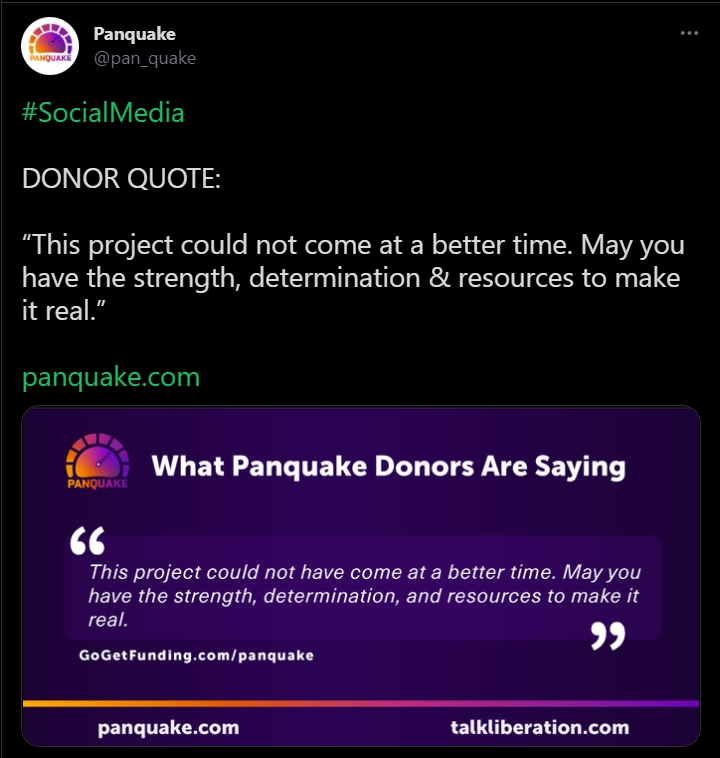 PANQUAKE
Panquake
@pan_quake
#SocialMedia
DONOR QUOTE:
“This project could not come at a better time. May you
have the strength, determination & resources to make
it real.”
panquake.com
PANQUAKE
What Panquake Donors Are Saying
“
This project could not have come at a better time. May you
have the strength, determination, and resources to make it
real.
”
GoGetFunding.com/panquake
panquake.com
talkliberation.com